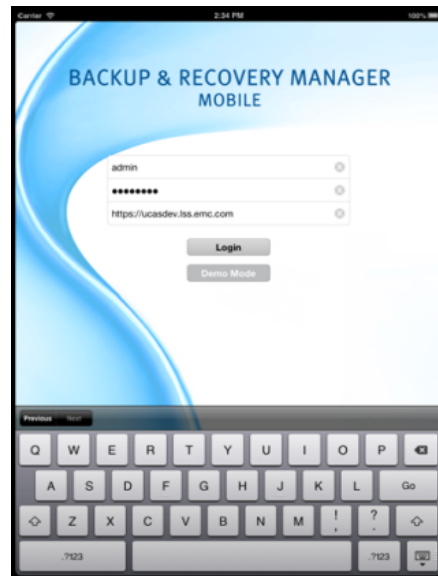 Carrier 2:34 PM 100%
BACKUP & RECOVERY MANAGER
MOBILE
admin
••••••••
https://ucasdev.lss.emc.com
Login
Demo Mode
Previous Next
Q W E R T Y U I O P
A S D F G H J K L Go
Z X C V B N M ! , ? .
.?123 .?123